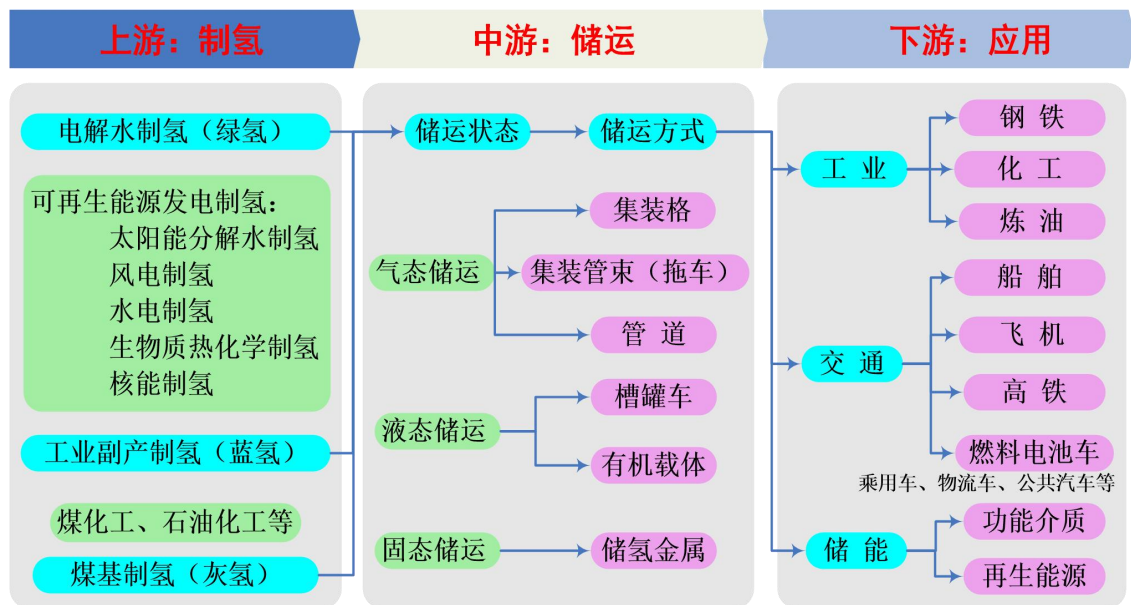 上游：制氢
中游：储运
下游：应用
电解水制氢（绿氢）
可再生能源发电制氢：
太阳能分解水制氢
风电制氢
水电制氢
生物质热化学制氢
核能制氢
工业副产制氢（蓝氢）
煤化工、石油化工等
煤基制氢（灰氢）
储运状态
储运方式
气态储运
集装格
集装管束（拖车）
管道
液态储运
槽罐车
有机载体
固态储运
储氢金属
工业
钢铁
化工
炼油
交通
船舶
飞机
高铁
燃料电池车
乘用车、物流车、公共汽车等
储能
功能介质
再生能源